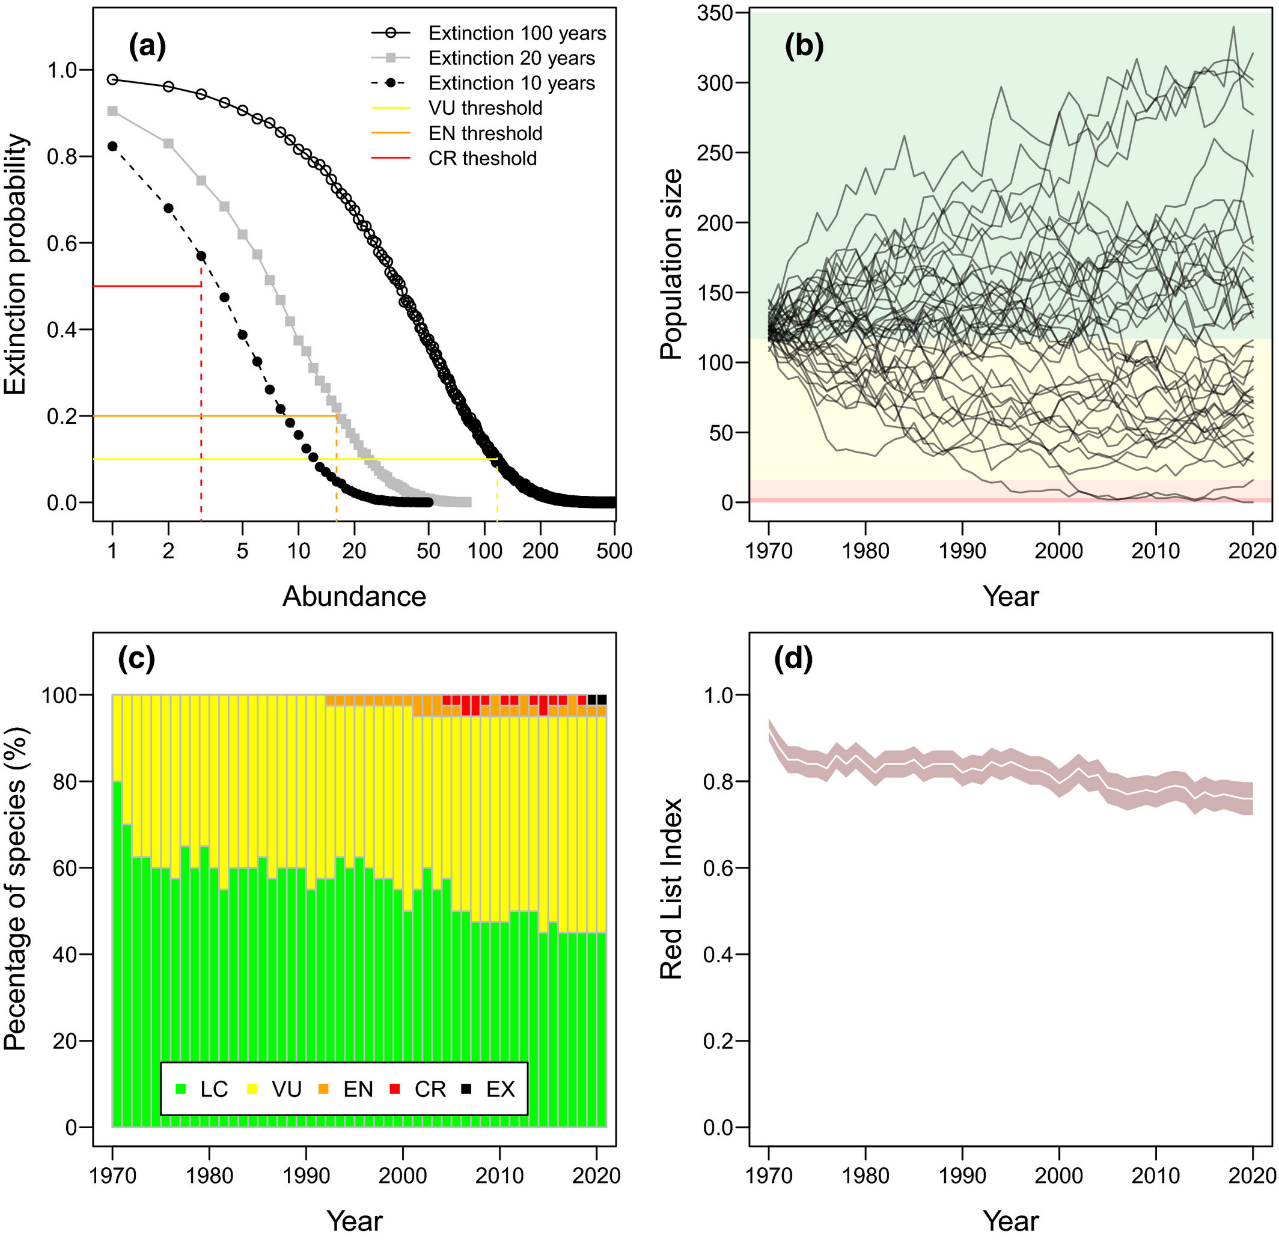 (a)
Extinction 100 years
Extinction 20 years
Extinction 10 years
VU threshold
EN threshold
CR theshold
Extinction probability
1.0
0.8
0.6
0.4
0.2
0.0
1 2 5 10 20 50 100 200 500
Abundance
(b)
Population size
350
300
250
200
150
100
50
0
1970 1980 1990 2000 2010 2020
Year
(c)
Pecentage of species (%)
100
80
60
40
20
0
LC VU EN CR EX
1970 1980 1990 2000 2010 2020
Year
(d)
Red List Index
1.0
0.8
0.6
0.4
0.2
0.0
1970 1980 1990 2000 2010 2020
Year